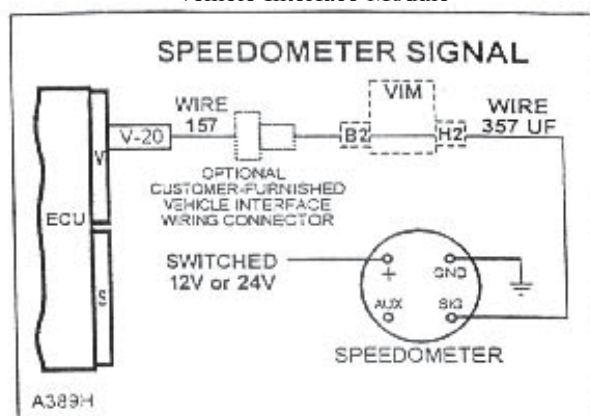 Vehicle Interface Module
SPEEDOMETER SIGNAL
VIM
WIRE
157
WIRE
357 UF
V-20
B2
H2
V
OPTIONAL
CUSTOMER-FURNISHED
VEHICLE INTERFACE
WIRING CONNECTOR
ECU
SWITCHED
12V or 24V
+
GND
S
AUX
SIG
SPEEDOMETER
A389H